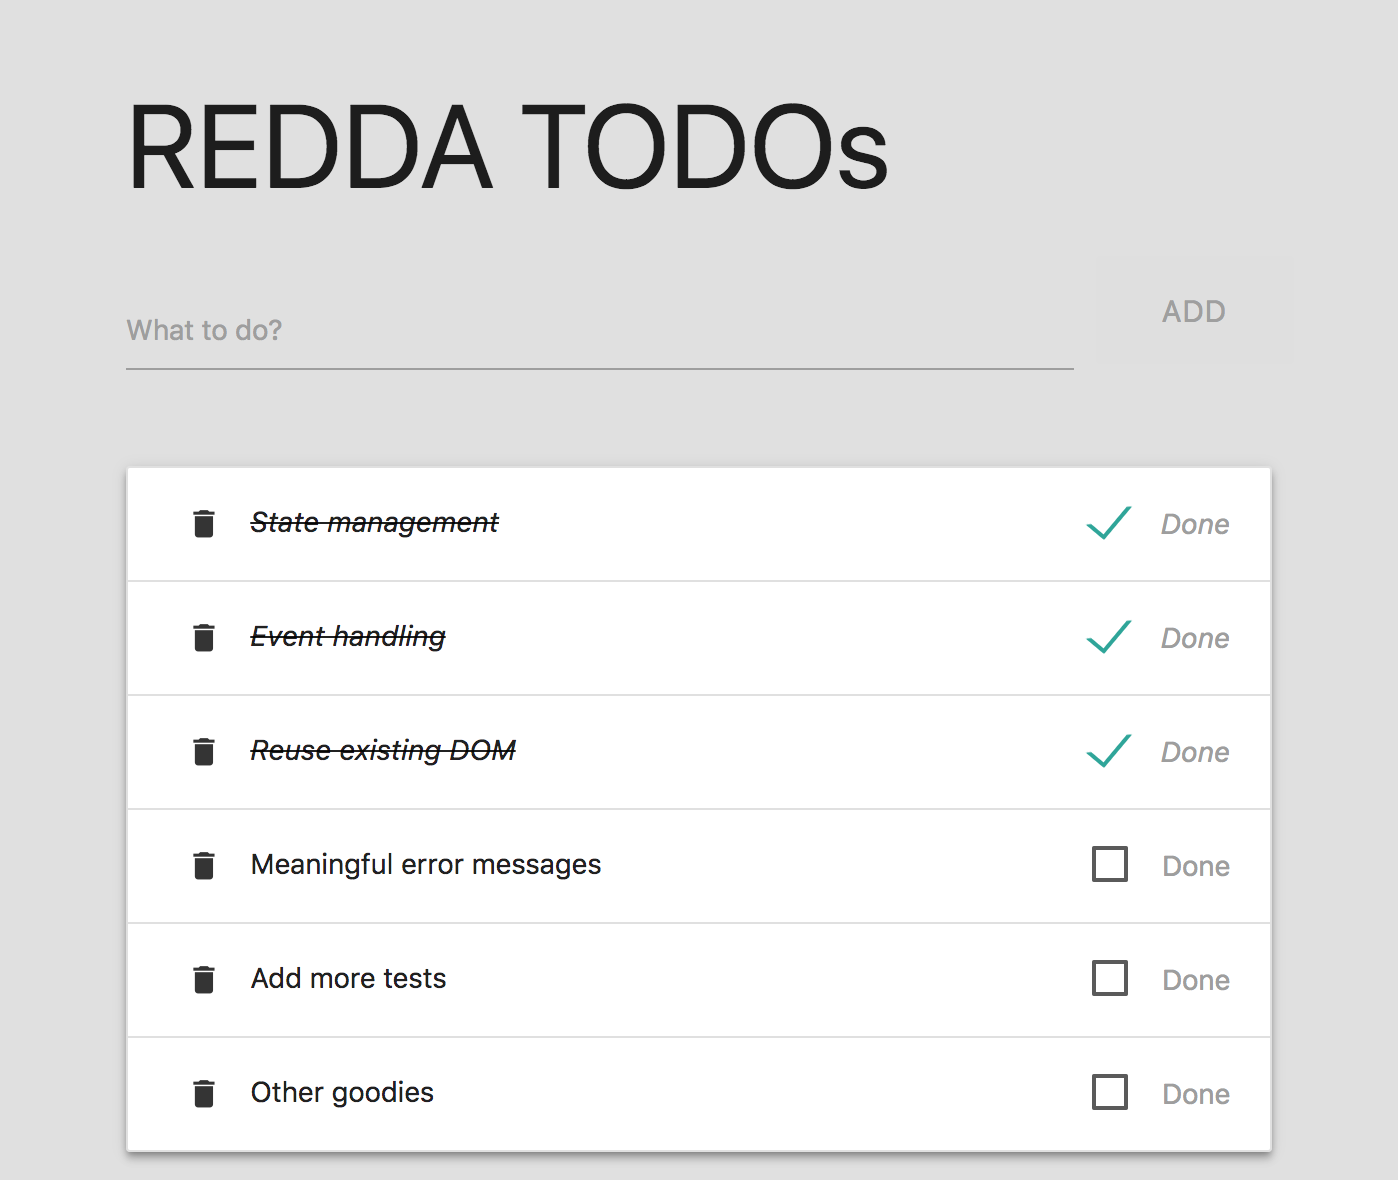 REDDA TODOs
What to do?
ADD
State management
Done
Event handling
Done
Reuse existing DOM
Done
Meaningful error messages
Done
Add more tests
Done
Other goodies
Done